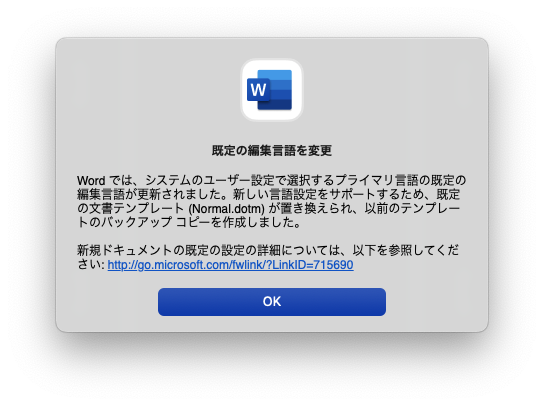 W
既定の編集言語を変更
Word では、システムのユーザー設定で選択するプライマリ言語の既定の
編集言語が更新されました。新しい言語設定をサポートするため、既定
の文書テンプレート (Normal.dotm) が置き換えられ、以前のテンプレー
トのバックアップ コピーを作成しました。
新規ドキュメントの既定の設定の詳細については、以下を参照してくだ
さい: http://go.microsoft.com/fwlink/?LinkID=715690
OK